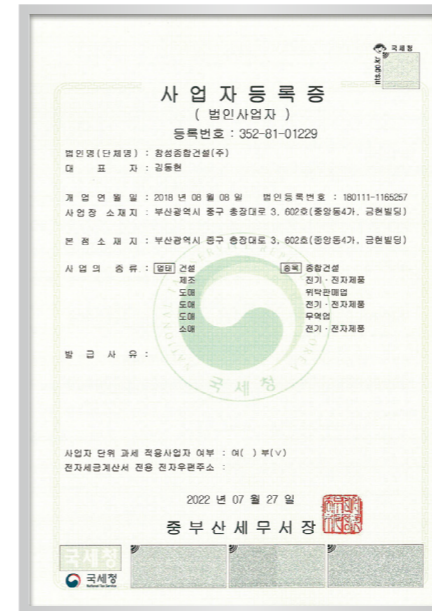 국세청
nts.go.kr
사업자등록증
( 법인사업자 )
등록번호 : 352-81-01229
법인명(단체명) : 창성종합건설(주)
대 표 자 : 김동현
개 업 연 월 일 : 2018 년 08 월 08 일 법인등록번호 : 180111-1165257
사업장 소재지 : 부산광역시 중구 충장대로 3, 602호(중앙동4가, 금현빌딩)
본 점 소 재 지 : 부산광역시 중구 충장대로 3, 602호(중앙동4가, 금현빌딩)
사 업 의 종 류 : 업태 건설 종목 종합건설
제조 전기·전자제품
도매 위탁판매업
도매 전기·전자제품
도매 무역업
소매 전기·전자제품
발 급 사 유 :
국세청
사업자 단위 과세 적용사업자 여부 : 여( ) 부(∨)
전자세금계산서 전용 전자우편주소 :
2022 년 07 월 27 일
중부산세무서장
국세청
국세청
National Tax Service